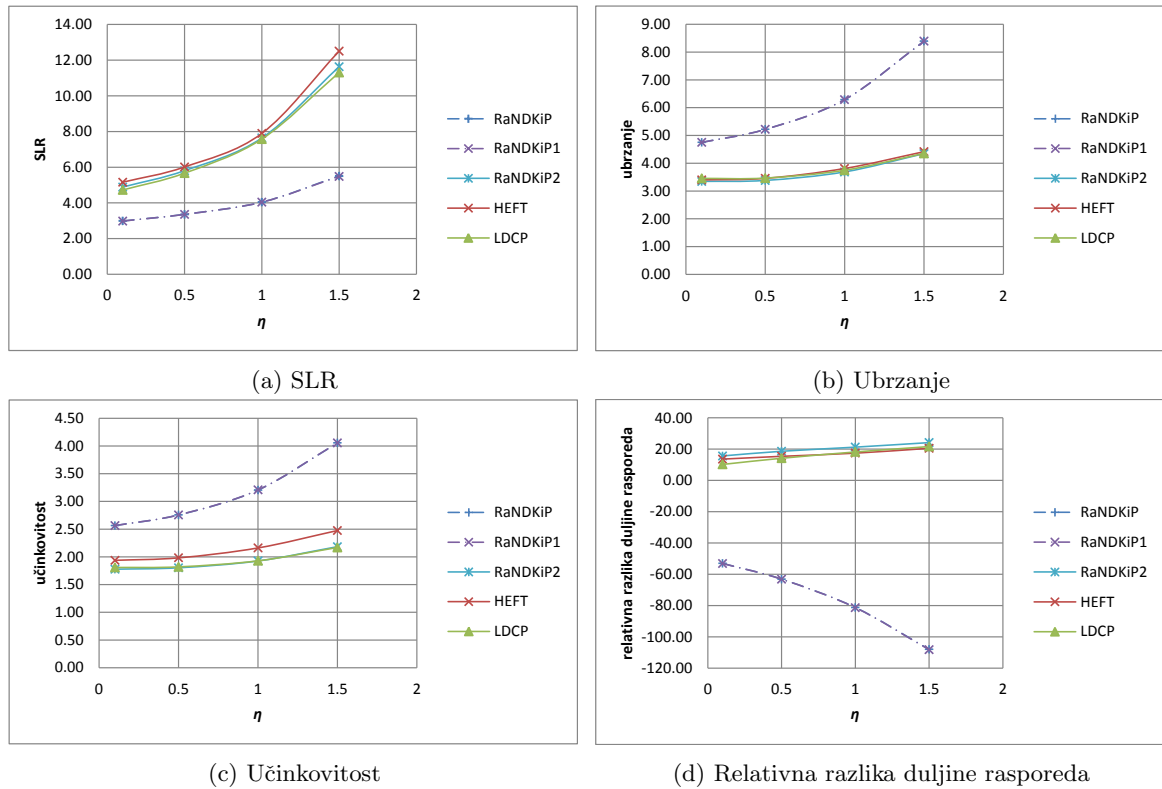 14.00
12.00
10.00
8.00
6.00
4.00
2.00
0.00
SLR
0 0.5 1 1.5 2
η
RaNDKiP
RaNDKiP1
RaNDKiP2
HEFT
LDCP
(a) SLR
9.00
8.00
7.00
6.00
5.00
4.00
3.00
2.00
1.00
0.00
ubrzanje
0 0.5 1 1.5 2
η
RaNDKiP
RaNDKiP1
RaNDKiP2
HEFT
LDCP
(b) Ubrzanje
4.50
4.00
3.50
3.00
2.50
2.00
1.50
1.00
0.50
0.00
učinkovitost
0 0.5 1 1.5 2
η
RaNDKiP
RaNDKiP1
RaNDKiP2
HEFT
LDCP
(c) Učinkovitost
40.00
20.00
0.00
-20.00
-40.00
-60.00
-80.00
-100.00
-120.00
relativna razlika duljine rasporeda
0 0.5 1 1.5 2
η
RaNDKiP
RaNDKiP1
RaNDKiP2
HEFT
LDCP
(d) Relativna razlika duljine rasporeda